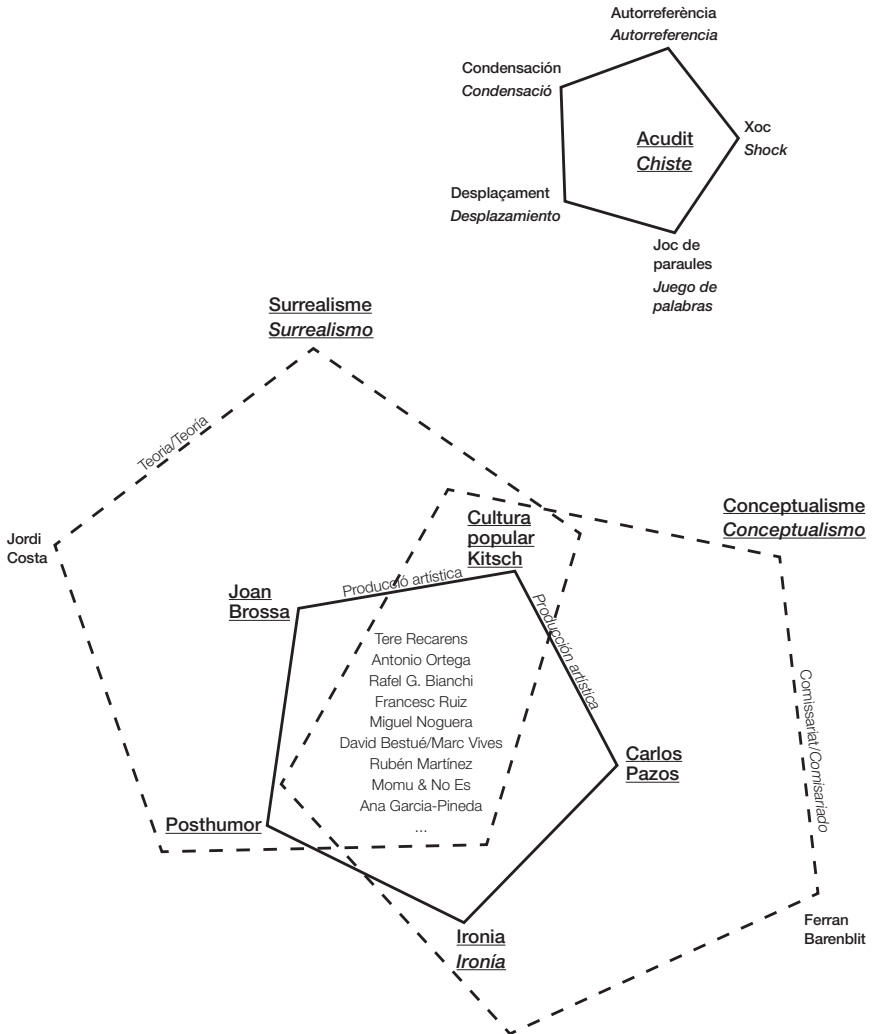 Autorreferència
Autorreferencia
Condensación
Condensació
Acudit
Chiste
Xoc
Shock
Desplaçament
Desplazamiento
Joc de
paraules
Juego de
palabras
Surrealisme
Surrealismo
Teoria/Teoría
Jordi
Costa
Cultura
popular
Kitsch
Conceptualisme
Conceptualismo
Joan
Brossa
Producció artística
Producción artística
Tere Recarens
Antonio Ortega
Rafel G. Bianchi
Francesc Ruiz
Miguel Noguera
David Bestué/Marc Vives
Rubén Martínez
Momu & No Es
Ana Garcia-Pineda
...
Comissariat/Comisariado
Carlos
Pazos
Posthumor
Ironia
Ironía
Ferran
Barenblit